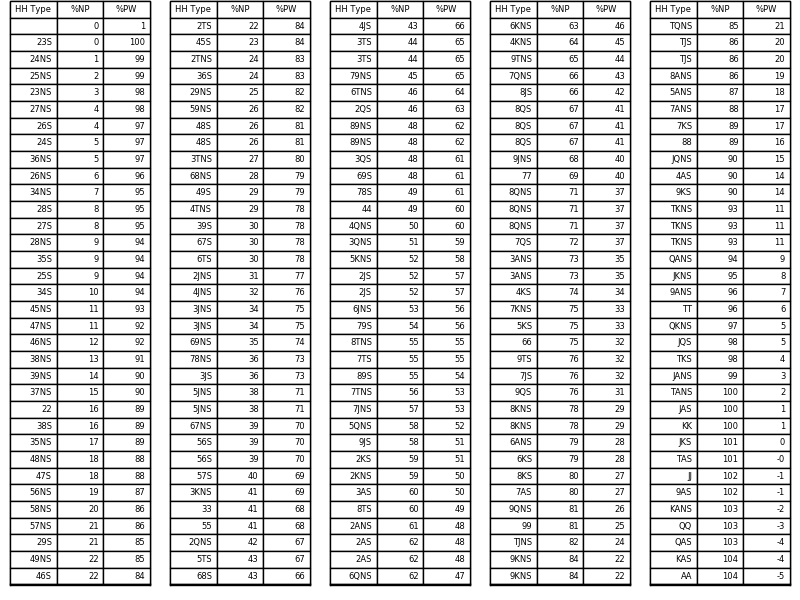 HH Type %NP %PW
0 1
23S 0 100
24NS 1 99
25NS 2 99
23NS 3 98
27NS 4 98
26S 4 97
24S 5 97
36NS 5 97
26NS 6 96
34NS 7 95
28S 8 95
27S 8 95
28NS 9 94
35S 9 94
25S 9 94
34S 10 94
45NS 11 93
47NS 11 92
46NS 12 92
38NS 13 91
39NS 14 90
37NS 15 90
22 16 89
38S 16 89
35NS 17 89
48NS 18 88
47S 18 88
56NS 19 87
58NS 20 86
57NS 21 86
29S 21 85
49NS 22 85
46S 22 84
HH Type %NP %PW
2TS 22 84
45S 23 84
2TNS 24 83
36S 24 83
29NS 25 82
59NS 26 82
48S 26 81
48S 26 81
3TNS 27 80
68NS 28 79
49S 29 79
4TNS 29 78
39S 30 78
67S 30 78
6TS 30 78
2JNS 31 77
4JNS 32 76
3JNS 34 75
3JNS 34 75
69NS 35 74
78NS 36 73
3JS 36 73
5JNS 38 71
5JNS 38 71
67NS 39 70
56S 39 70
56S 39 70
57S 40 69
3KNS 41 69
33 41 68
55 41 68
2QNS 42 67
5TS 43 67
68S 43 66
HH Type %NP %PW
4JS 43 66
3TS 44 65
3TS 44 65
79NS 45 65
6TNS 46 64
2QS 46 63
89NS 48 62
89NS 48 62
3QS 48 61
69S 48 61
78S 49 61
44 49 60
4QNS 50 60
3QNS 51 59
5KNS 52 58
2JS 52 57
2JS 52 57
6JNS 53 56
79S 54 56
8TNS 55 55
7TS 55 55
89S 55 54
7TNS 56 53
7JNS 57 53
5QNS 58 52
9JS 58 51
2KS 59 51
2KNS 59 50
3AS 60 50
8TS 60 49
2ANS 61 48
2AS 62 48
2AS 62 48
6QNS 62 47
HH Type %NP %PW
6KNS 63 46
4KNS 64 45
9TNS 65 44
7QNS 66 43
8JS 66 42
8QS 67 41
8QS 67 41
8QS 67 41
9JNS 68 40
77 69 40
8QNS 71 37
8QNS 71 37
8QNS 71 37
7QS 72 37
3ANS 73 35
3ANS 73 35
4KS 74 34
7KNS 75 33
5KS 75 33
66 75 32
9TS 76 32
7JS 76 32
9QS 76 31
8KNS 78 29
8KNS 78 29
6ANS 79 28
6KS 79 28
8KS 80 27
7AS 80 27
9QNS 81 26
99 81 25
TJNS 82 24
9KNS 84 22
9KNS 84 22
HH Type %NP %PW
TQNS 85 21
TJS 86 20
TJS 86 20
8ANS 86 19
5ANS 87 18
7ANS 88 17
7KS 89 17
88 89 16
JQNS 90 15
4AS 90 14
9KS 90 14
TKNS 93 11
TKNS 93 11
TKNS 93 11
QANS 94 9
JKNS 95 8
9ANS 96 7
TT 96 6
QKNS 97 5
JQS 98 5
TKS 98 4
JANS 99 3
TANS 100 2
JAS 100 1
KK 100 1
JKS 101 0
TAS 101 -0
JJ 102 -1
9AS 102 -1
KANS 103 -2
QQ 103 -3
QAS 103 -4
KAS 104 -4
AA 104 -5